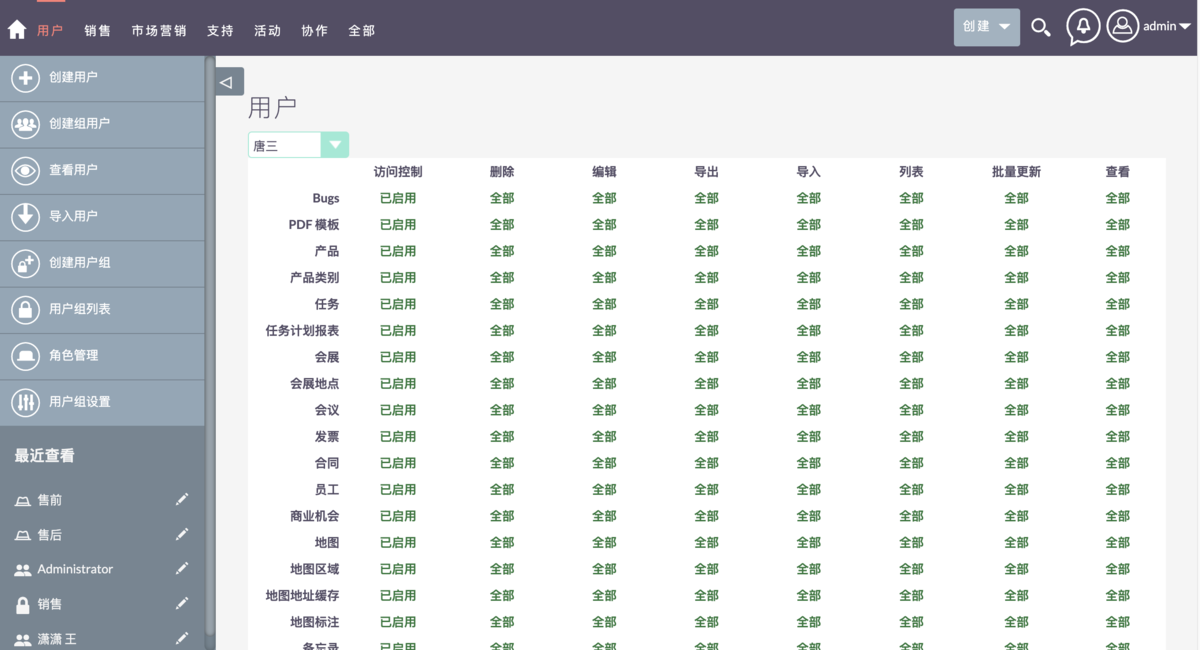 用户 销售 市场营销 支持 活动 协作 全部 创建 admin
创建用户
创建组用户
查看用户
导入用户
创建用户组
用户组列表
角色管理
用户组设置
最近查看
售前
售后
Administrator
销售
潇潇 王
用户
唐三
访问控制 删除 编辑 导出 导入 列表 批量更新 查看
Bugs 已启用 全部 全部 全部 全部 全部 全部 全部
PDF 模板 已启用 全部 全部 全部 全部 全部 全部 全部
产品 已启用 全部 全部 全部 全部 全部 全部 全部
产品类别 已启用 全部 全部 全部 全部 全部 全部 全部
任务 已启用 全部 全部 全部 全部 全部 全部 全部
任务计划报表 已启用 全部 全部 全部 全部 全部 全部 全部
会展 已启用 全部 全部 全部 全部 全部 全部 全部
会展地点 已启用 全部 全部 全部 全部 全部 全部 全部
会议 已启用 全部 全部 全部 全部 全部 全部 全部
发票 已启用 全部 全部 全部 全部 全部 全部 全部
合同 已启用 全部 全部 全部 全部 全部 全部 全部
员工 已启用 全部 全部 全部 全部 全部 全部 全部
商业机会 已启用 全部 全部 全部 全部 全部 全部 全部
地图 已启用 全部 全部 全部 全部 全部 全部 全部
地图区域 已启用 全部 全部 全部 全部 全部 全部 全部
地图地址缓存 已启用 全部 全部 全部 全部 全部 全部 全部
地图标注 已启用 全部 全部 全部 全部 全部 全部 全部
备忘录 已启用 全部 全部 全部 全部 全部 全部 全部